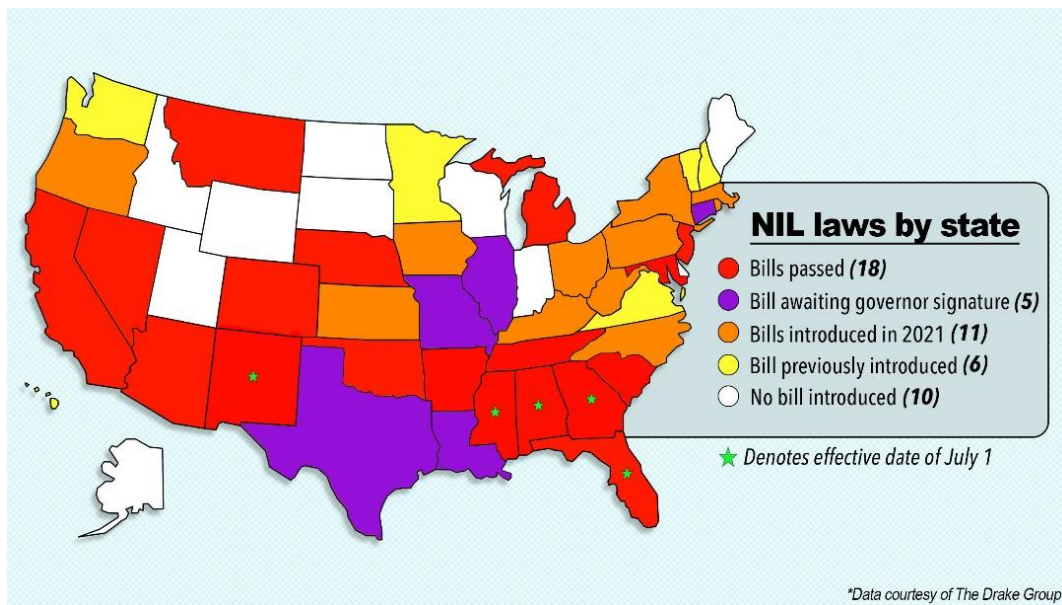 NIL laws by state
Bills passed (18)
Bill awaiting governor signature (5)
Bills introduced in 2021 (11)
Bill previously introduced (6)
No bill introduced (10)
Denotes effective date of July 1
*Data courtesy of The Drake Group